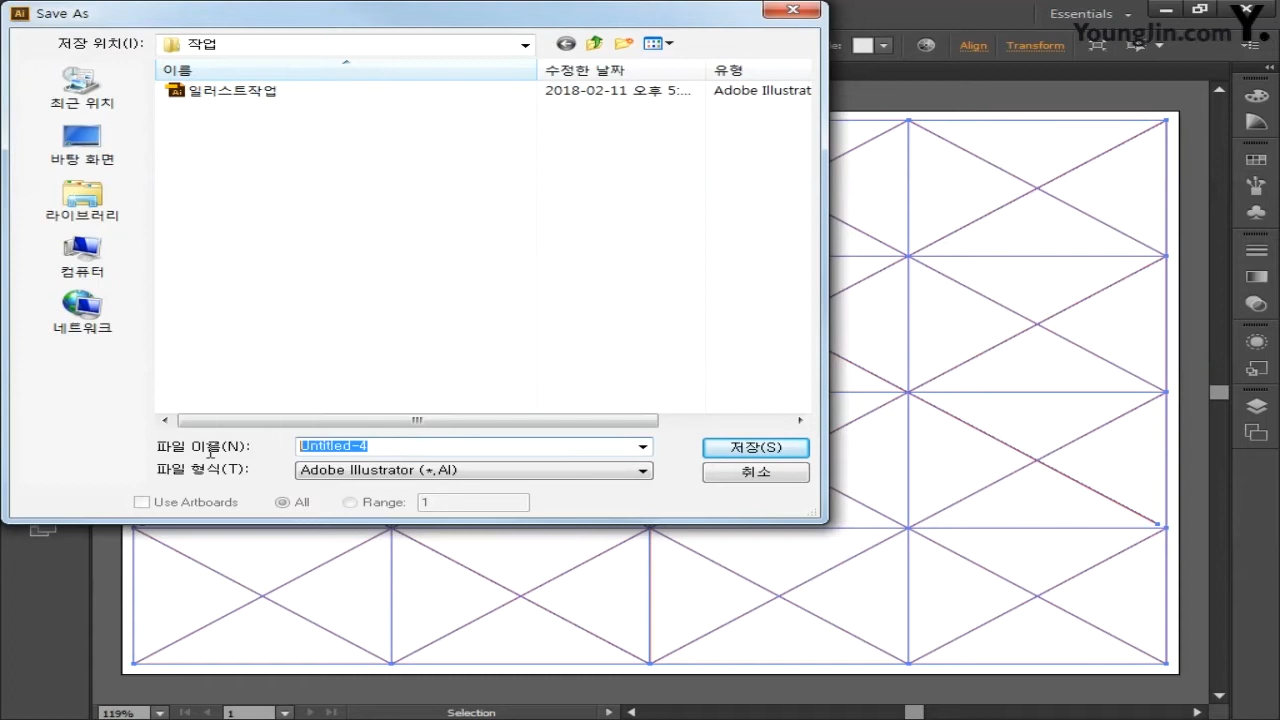 Ai Save As
저장 위치(I):
작업
이름
수정한 날짜
유형
일러스트작업
2018-02-11 오후 5:...
Adobe Illustrat
최근 위치
바탕 화면
라이브러리
컴퓨터
네트워크
파일 이름(N):
Untitled-4
저장(S)
파일 형식(T):
Adobe Illustrator (*.AI)
취소
Use Artboards
All
Range:
1
Essentials
YoungJin.com Y.
Align
Transform
119%
1
Selection